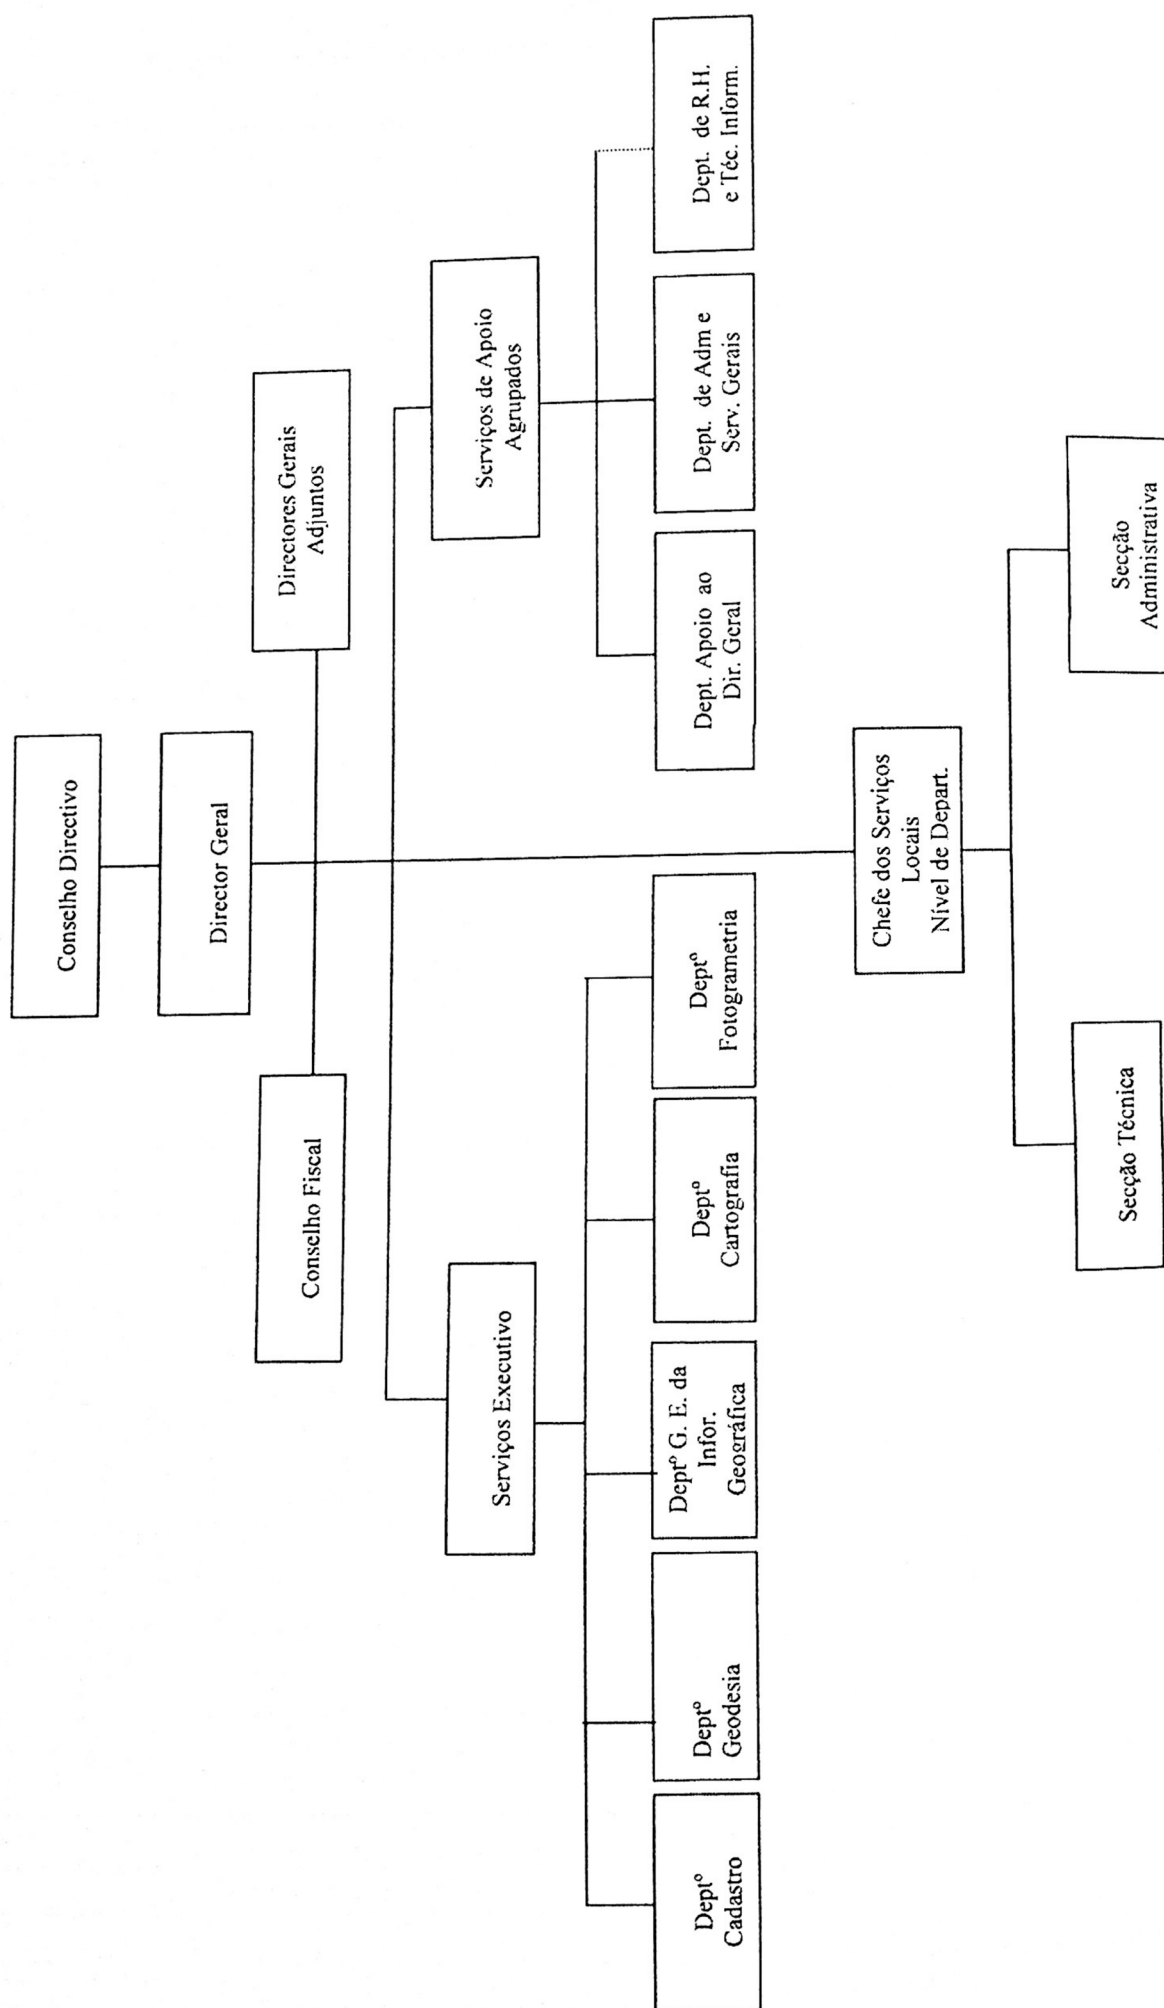 Conselho Directivo
Director Geral
Conselho Fiscal
Directores Gerais
Adjuntos
Serviços Executivo
Serviços de Apoio
Agrupados
Deptº
Cadastro
Deptº
Geodesia
Deptº G. E. da
Infor.
Geográfica
Deptº
Cartografia
Deptº
Fotogrametria
Dept. Apoio ao
Dir. Geral
Dept. de Adm e
Serv. Gerais
Dept. de R.H.
e Téc. Inform.
Chefe dos Serviços
Locais
Nível de Depart.
Secção Técnica
Secção
Administrativa